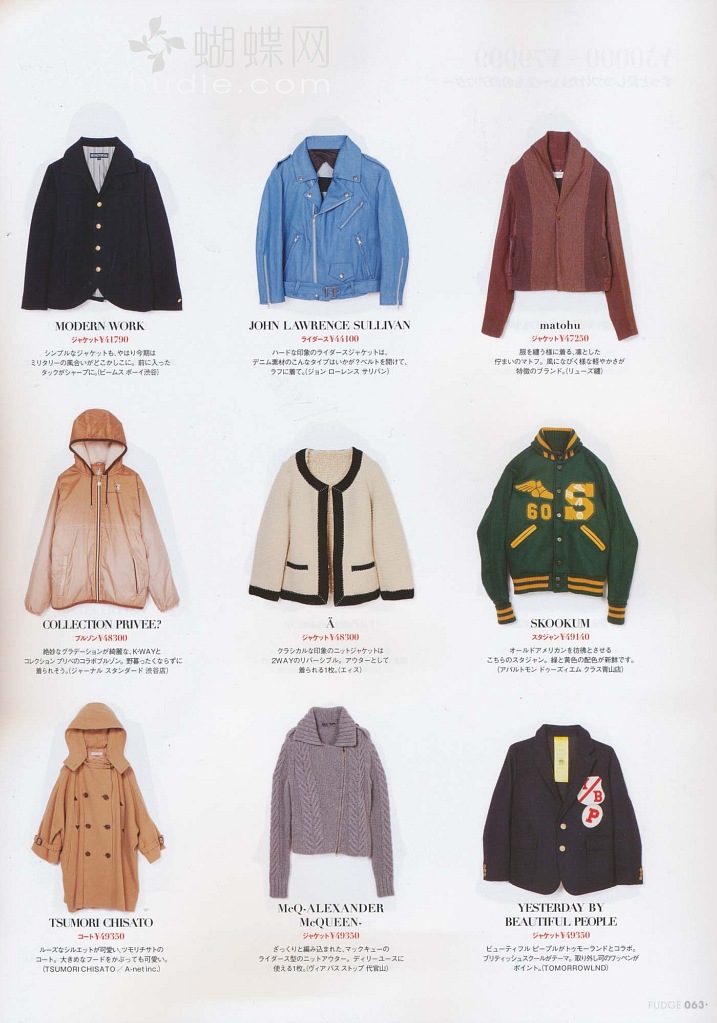 蝴蝶网
hudie.com
MODERN WORK
ジャケット¥41790
シンプルなジャケットも、やはり今期は
ミリタリーの風合いがどこかしこに。前に入った
タックがシャープに。(ビームス ボーイ渋谷)
JOHN LAWRENCE SULLIVAN
ライダース¥44100
ハードな印象のライダースジャケットは、
デニム素材のこんなタイプはいかが?ベルトを開けて、
ラフに着て。(ジョン ローレンス サリバン)
matohu
ジャケット¥47250
服を纏う様に着る、凛とした
佇まいのマトフ。風になびく様な軽やかさが
特徴のブランド。(リューズ纏)
60 S
COLLECTION PRIVEE?
ブルゾン¥48300
絶妙なグラデーションが綺麗な、K-WAYと
コレクション プリベのコラボブルゾン。野暮ったくならずに
着られそう。(ジャーナル スタンダード 渋谷店)
Ä
ジャケット¥48300
クラシカルな印象のニットジャケットは
2WAYのリバーシブル。アウターとして
着られる1枚。(エィス)
SKOOKUM
スタジャン¥49140
オールドアメリカンを彷彿とさせる
こちらのスタジャン。緑と黄色の配色が新鮮です。
(アパルトモン ドゥーズィエム クラス青山店)
BP
TSUMORI CHISATO
コート¥49350
ルーズなシルエットが可愛い、ツモリチサトの
コート。大きめなフードをかぶっても可愛い。
(TSUMORI CHISATO / A-net inc.)
McQ-ALEXANDER
McQUEEN-
ジャケット¥49350
ざっくりと編み込まれた、マックキューの
ライダース型のニットアウター。ディリーユースに
使える1枚。(ヴィア バス ストップ 代官山)
YESTERDAY BY
BEAUTIFUL PEOPLE
ジャケット¥49350
ビューティフル ピープルがトゥモーランドとコラボ。
ブリティッシュスクールがテーマ。取り外し可のワッペンが
ポイント。(TOMORROWLND)
FUDGE 063·